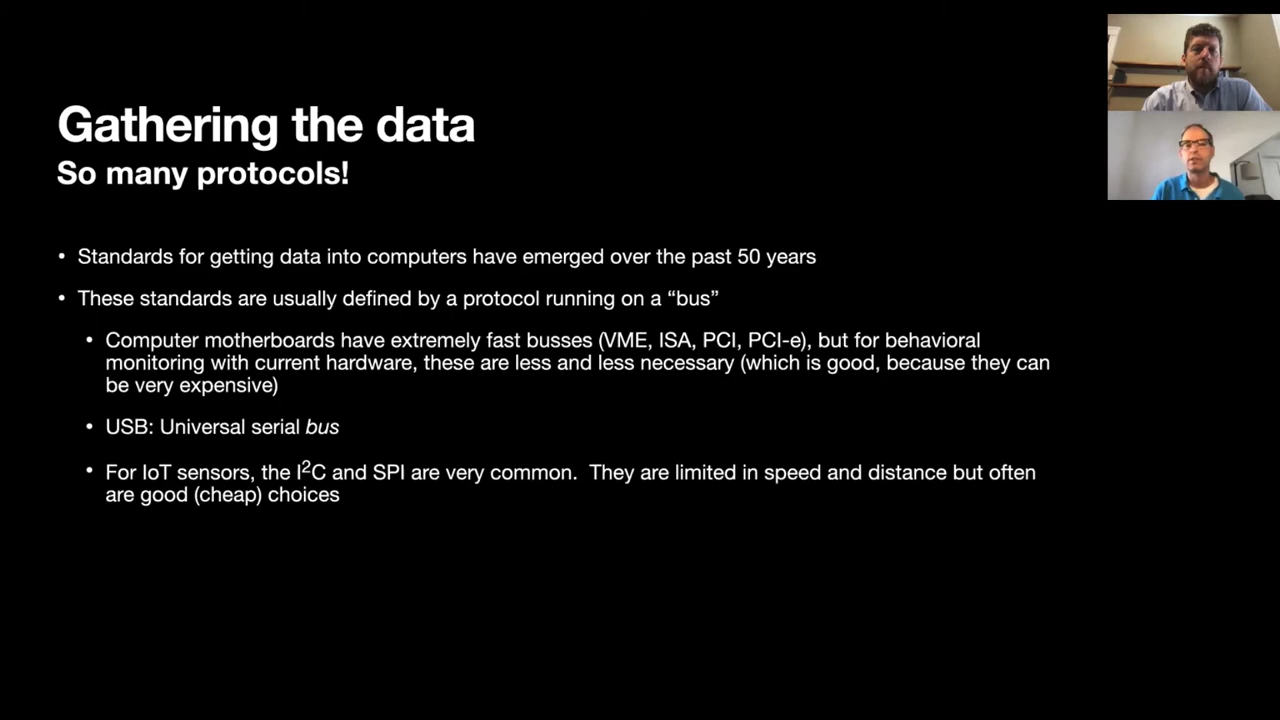 Gathering the data
So many protocols!
• Standards for getting data into computers have emerged over the past 50 years
• These standards are usually defined by a protocol running on a “bus”
• Computer motherboards have extremely fast busses (VME, ISA, PCI, PCI-e), but for behavioral
monitoring with current hardware, these are less and less necessary (which is good, because they can
be very expensive)
• USB: Universal serial bus
• For IoT sensors, the I²C and SPI are very common.  They are limited in speed and distance but often
are good (cheap) choices